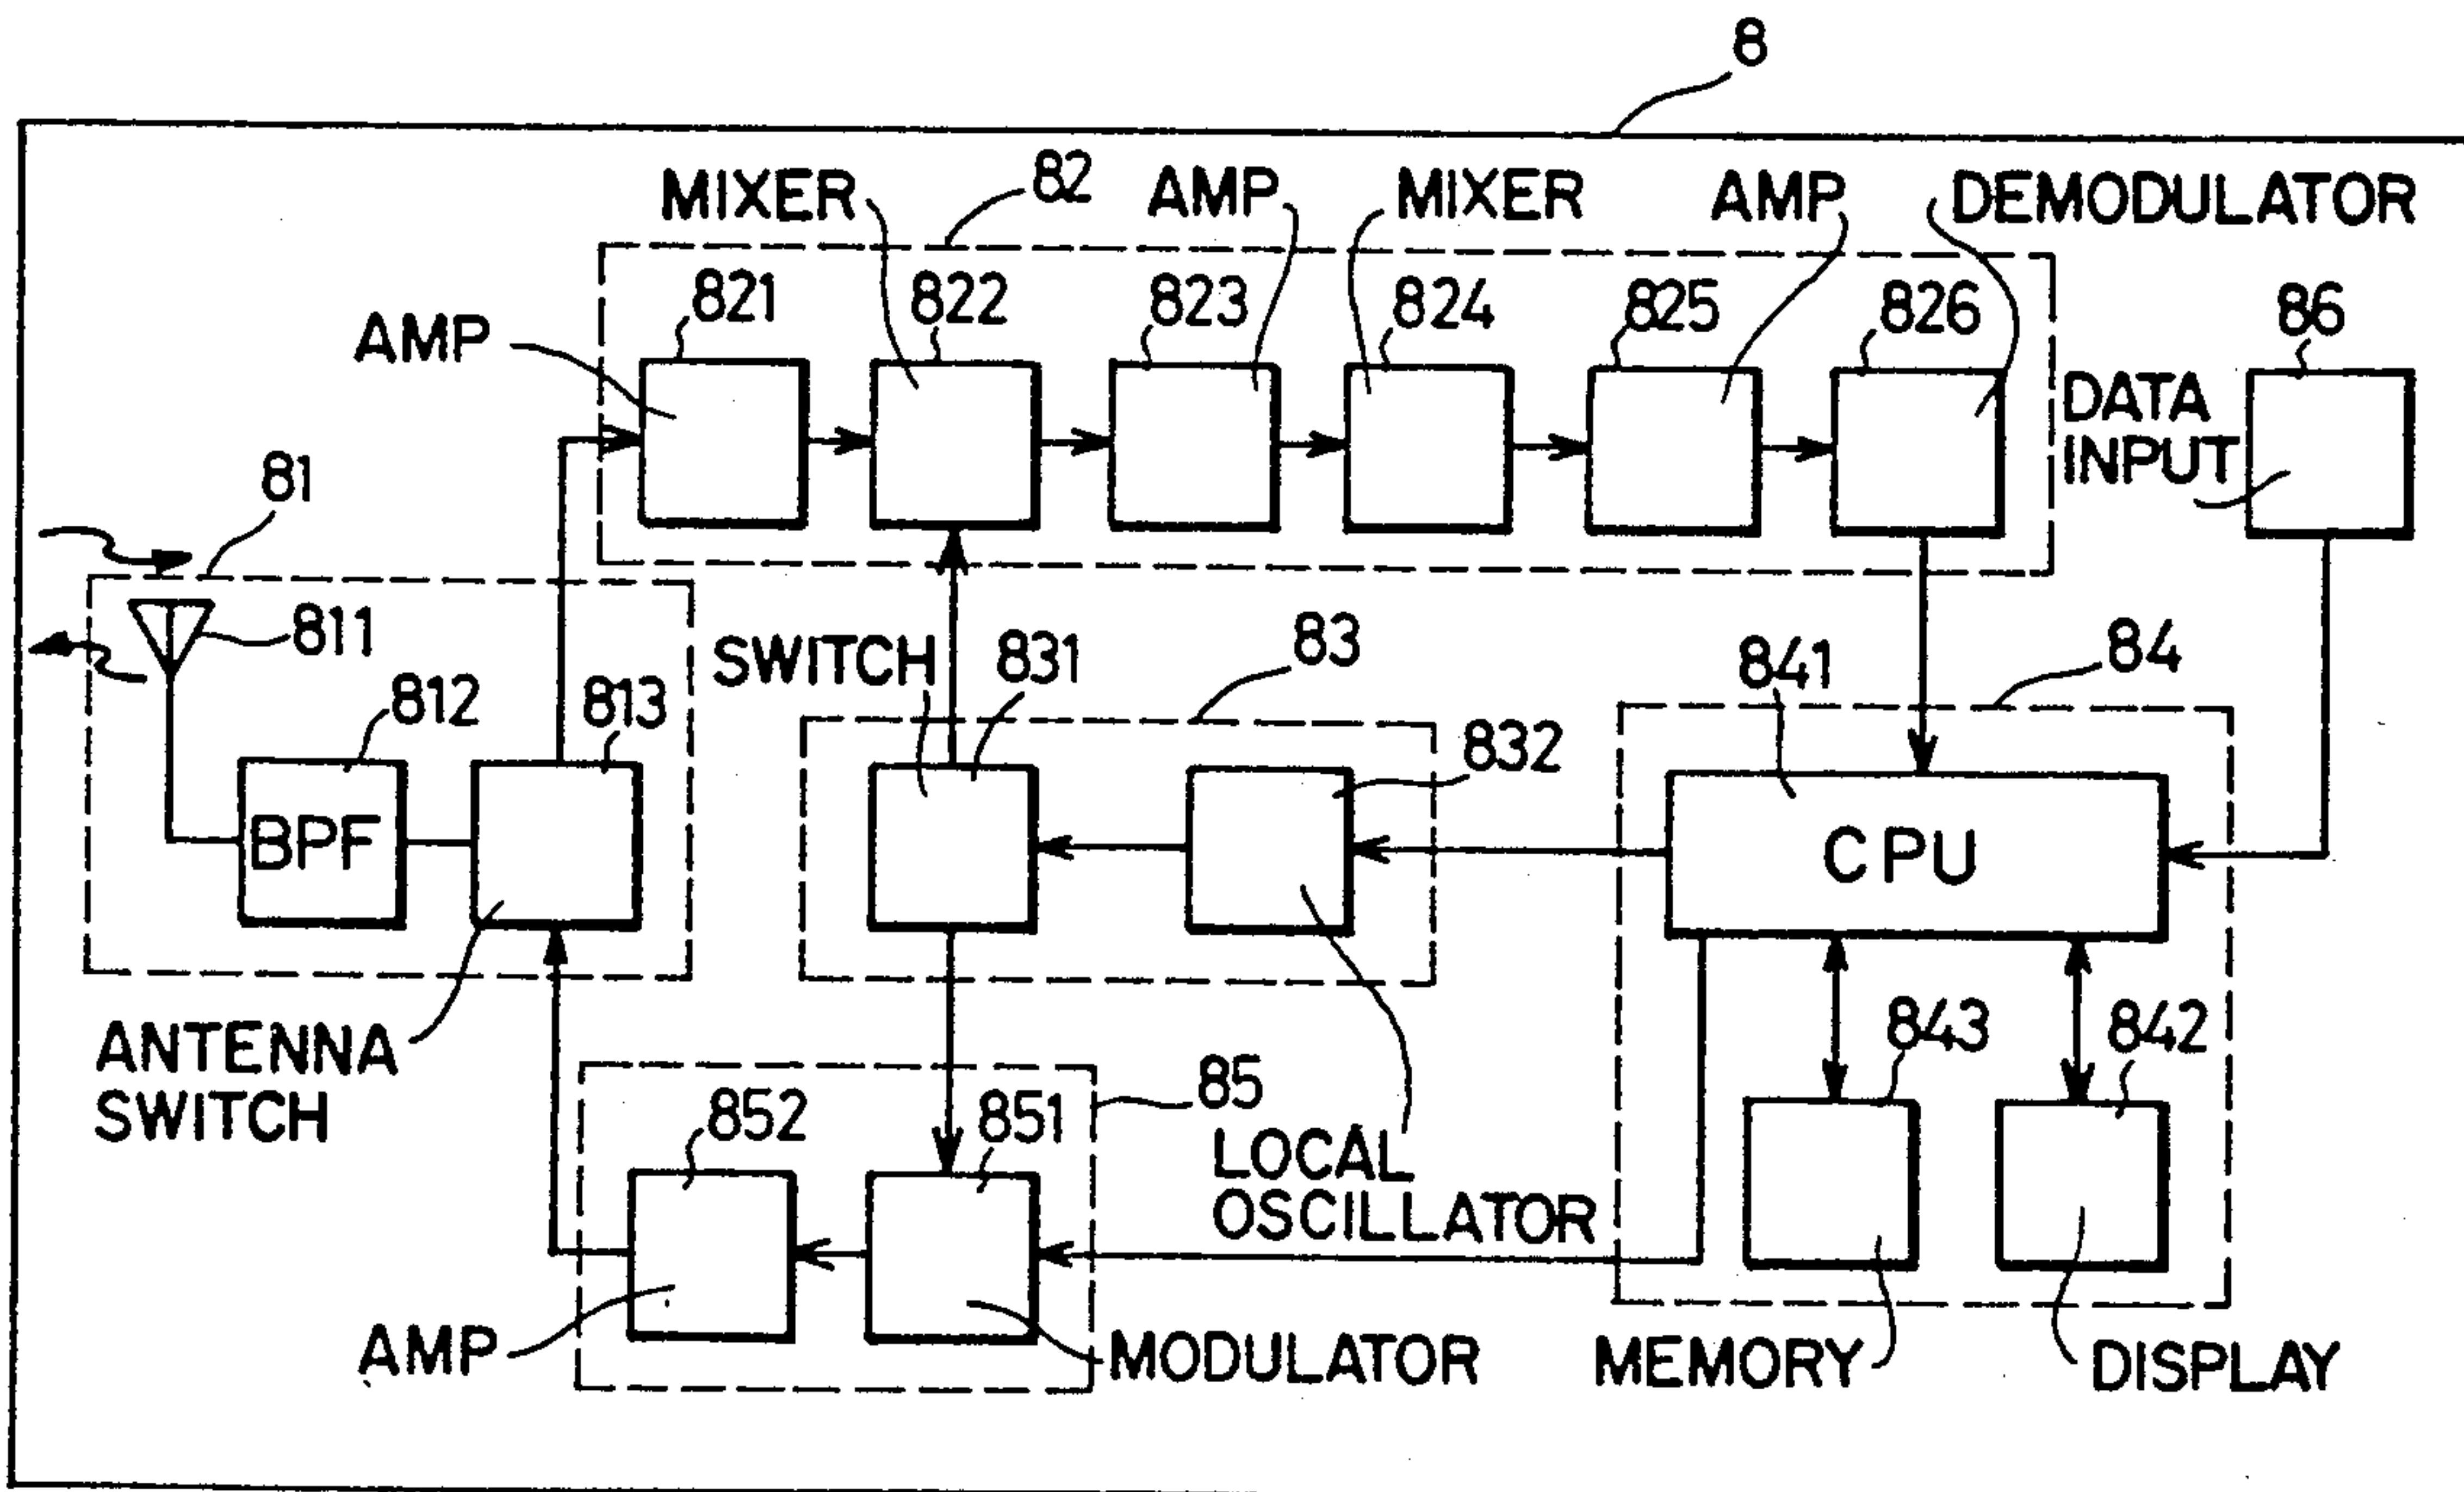 8
MIXER 82 AMP MIXER AMP DEMODULATOR
821 822 823 824 825 826 86
AMP
DATA
INPUT
81
811
SWITCH 831 83 841 84
812 813 832
BPF CPU
ANTENNA
SWITCH
843 842
85
852 851
LOCAL
OSCILLATOR
AMP MODULATOR MEMORY DISPLAY